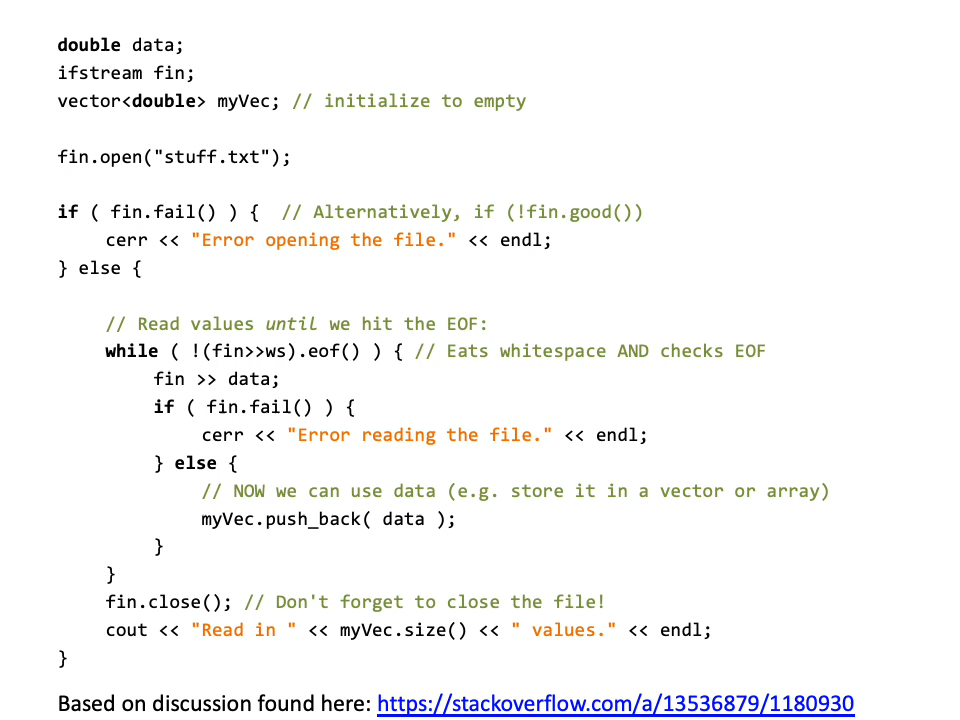 double data;
ifstream fin;
vector<double> myVec; // initialize to empty
fin.open("stuff.txt");
if ( fin.fail() ) {  // Alternatively, if (!fin.good())
cerr << "Error opening the file." << endl;
} else {
// Read values until we hit the EOF:
while ( !(fin>>ws).eof() ) { // Eats whitespace AND checks EOF
fin >> data;
if ( fin.fail() ) {
cerr << "Error reading the file." << endl;
} else {
// NOW we can use data (e.g. store it in a vector or array)
myVec.push_back( data );
}
}
fin.close(); // Don't forget to close the file!
cout << "Read in " << myVec.size() << " values." << endl;
}
Based on discussion found here: https://stackoverflow.com/a/13536879/1180930